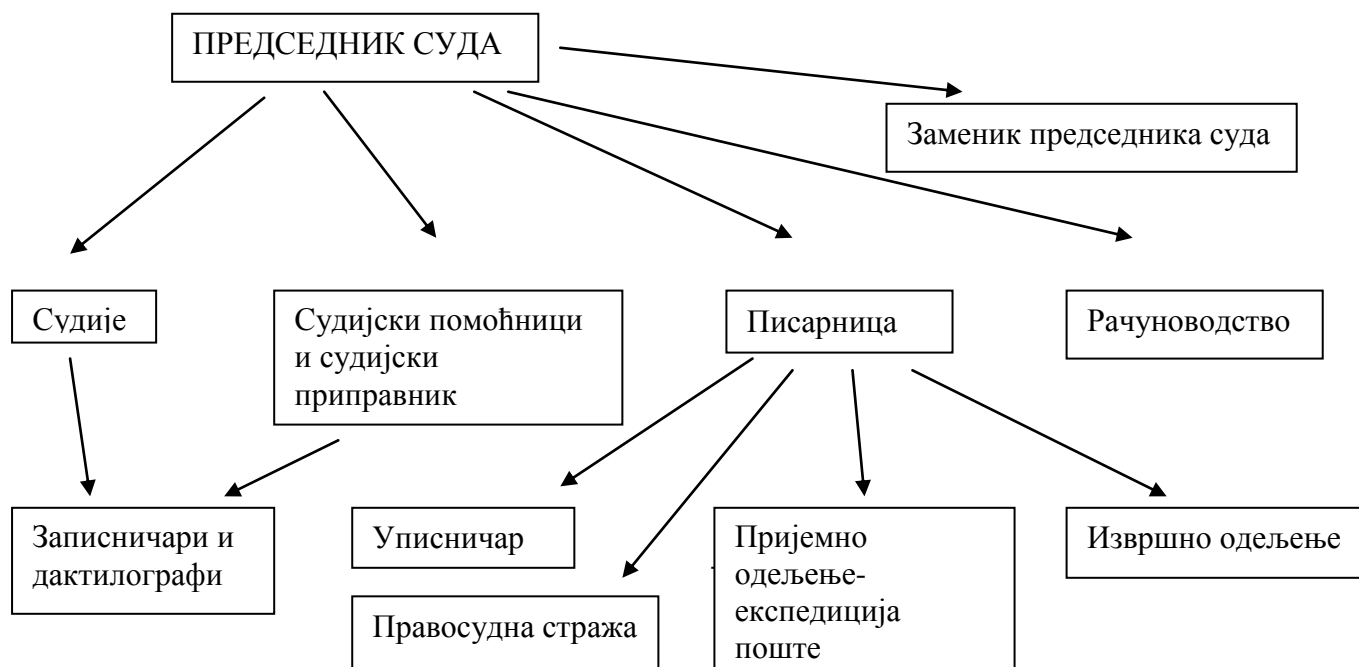 ПРЕДСЕДНИК СУДА
Заменик председника суда
Судије
Судијски помоћници
и судијски
приправник
Писарница
Рачуноводство
Записничари и
дактилографи
Уписничар
Пријемно
одељење-
експедиција
поште
Извршно одељење
Правосудна стража